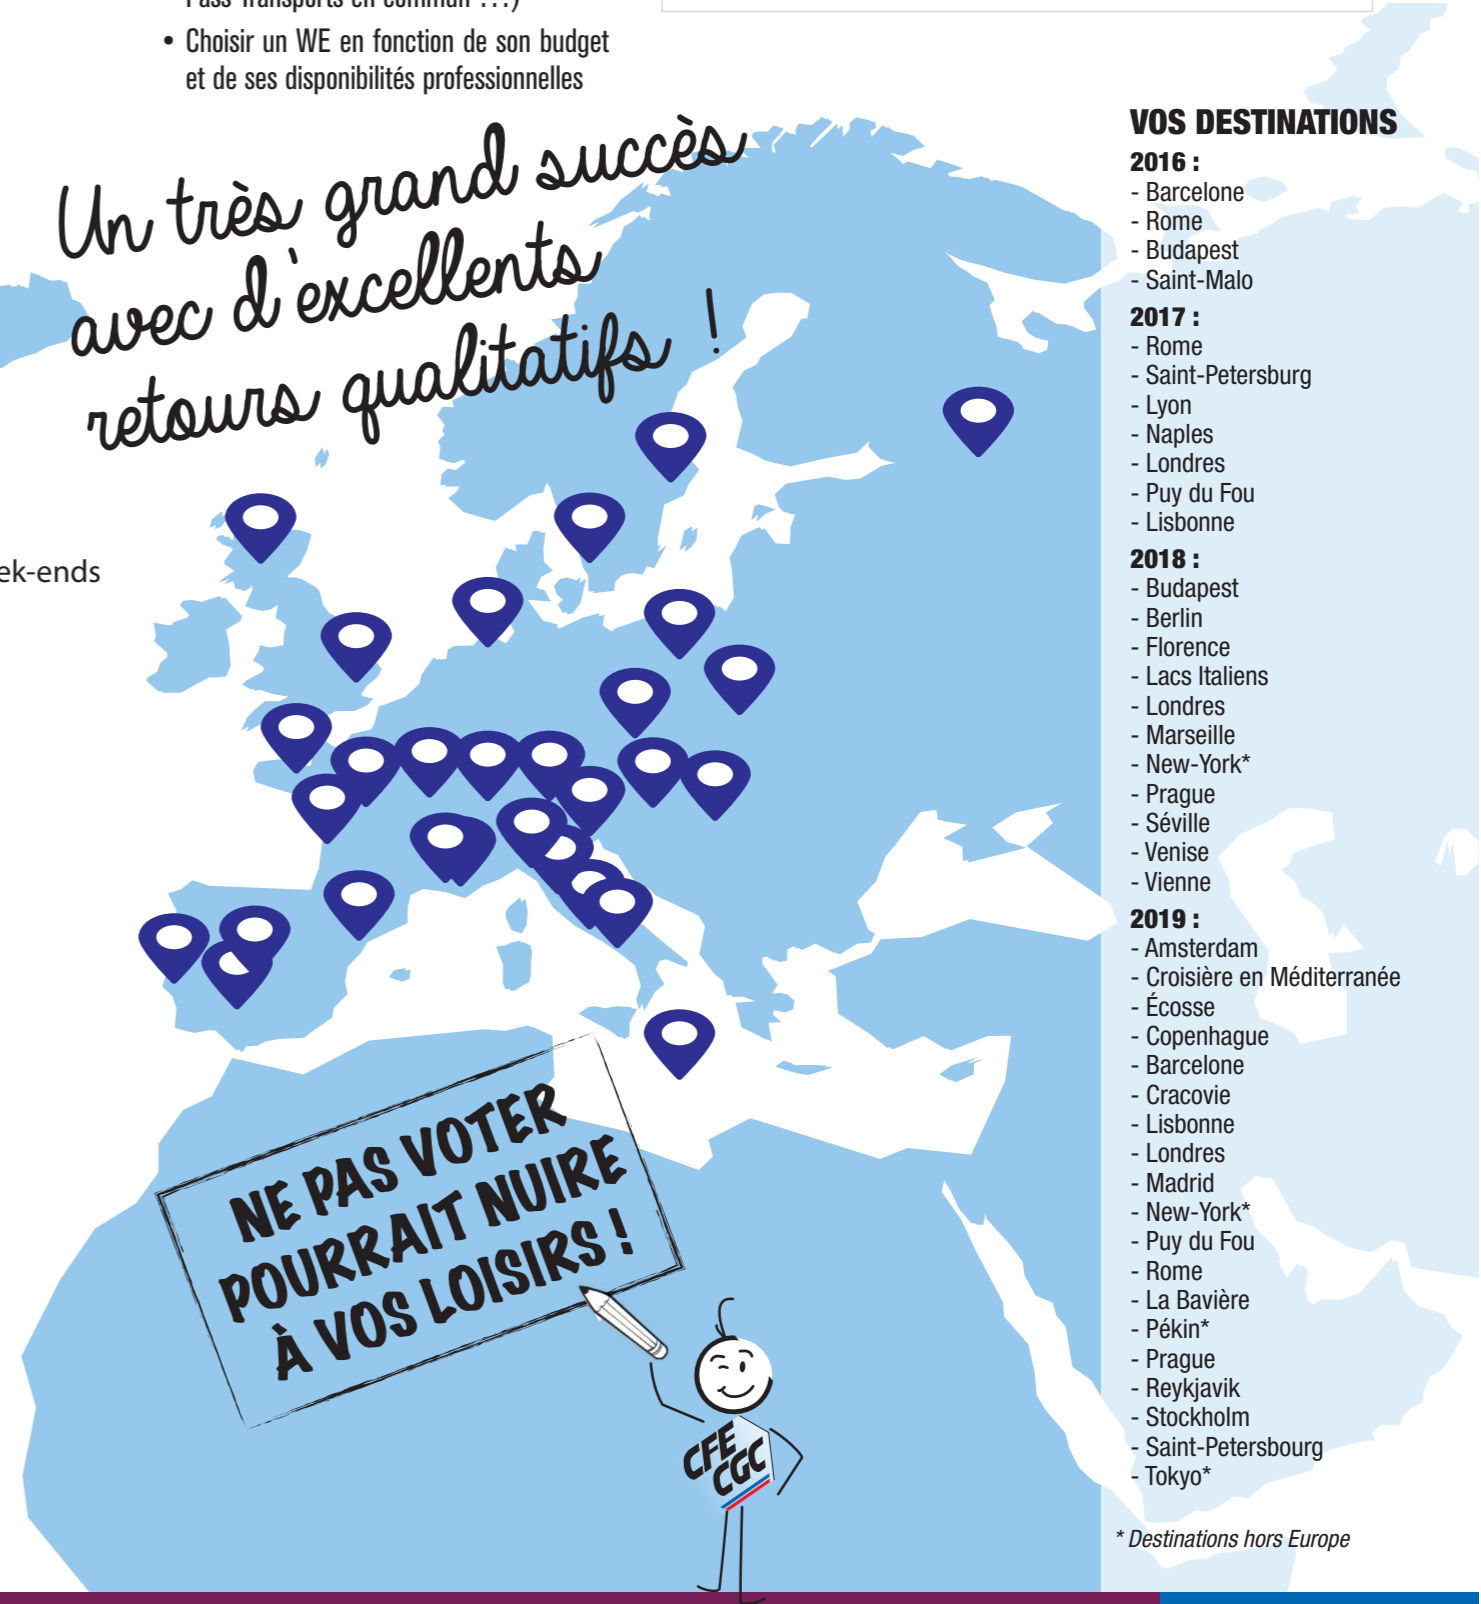 Pass Transports en commun ...)
• Choisir un WE en fonction de son budget
et de ses disponibilités professionnelles
Un très grand succès
avec d'excellents
retours qualitatifs !
ek-ends
NE PAS VOTER
POURRAIT NUIRE
À VOS LOISIRS !
CFE
CGC
VOS DESTINATIONS
2016 :
- Barcelone
- Rome
- Budapest
- Saint-Malo
2017 :
- Rome
- Saint-Petersburg
- Lyon
- Naples
- Londres
- Puy du Fou
- Lisbonne
2018 :
- Budapest
- Berlin
- Florence
- Lacs Italiens
- Londres
- Marseille
- New-York*
- Prague
- Séville
- Venise
- Vienne
2019 :
- Amsterdam
- Croisière en Méditerranée
- Écosse
- Copenhague
- Barcelone
- Cracovie
- Lisbonne
- Londres
- Madrid
- New-York*
- Puy du Fou
- Rome
- La Bavière
- Pékin*
- Prague
- Reykjavik
- Stockholm
- Saint-Petersbourg
- Tokyo*
* Destinations hors Europe